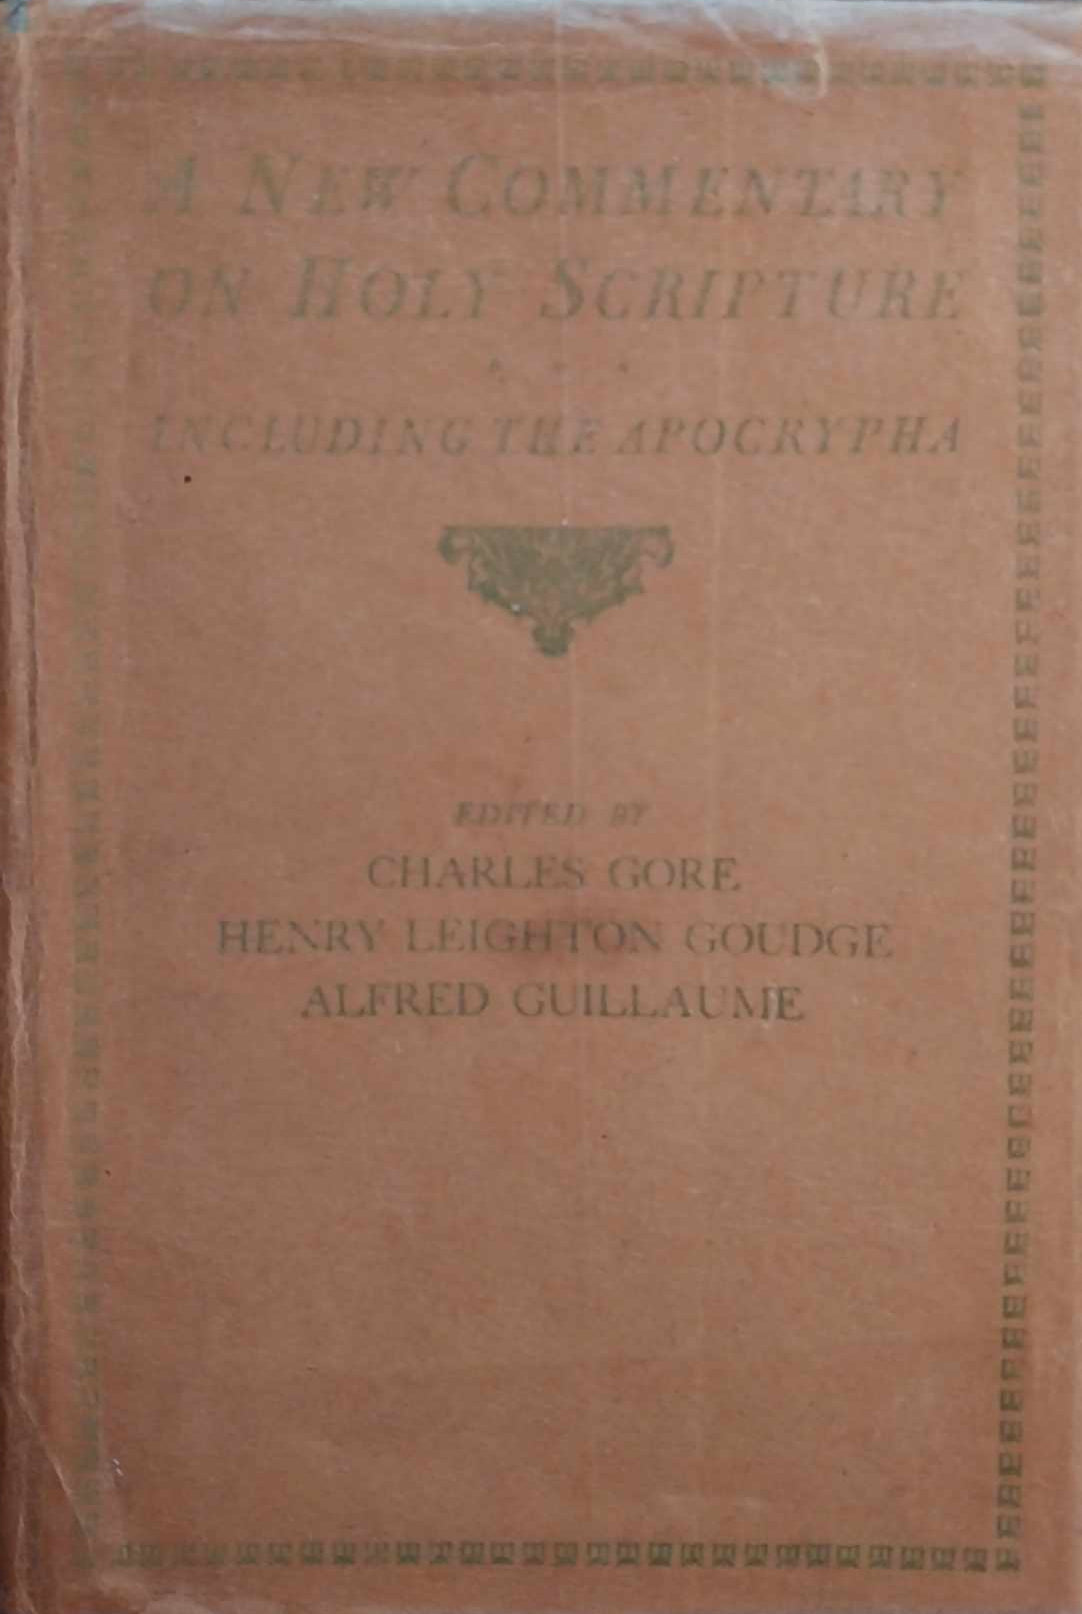 A NEW COMMENTARY
ON HOLY SCRIPTURE
INCLUDING THE APOCRYPHA
EDITED BY
CHARLES GORE
HENRY LEIGHTON GOUDGE
ALFRED GUILLAUME